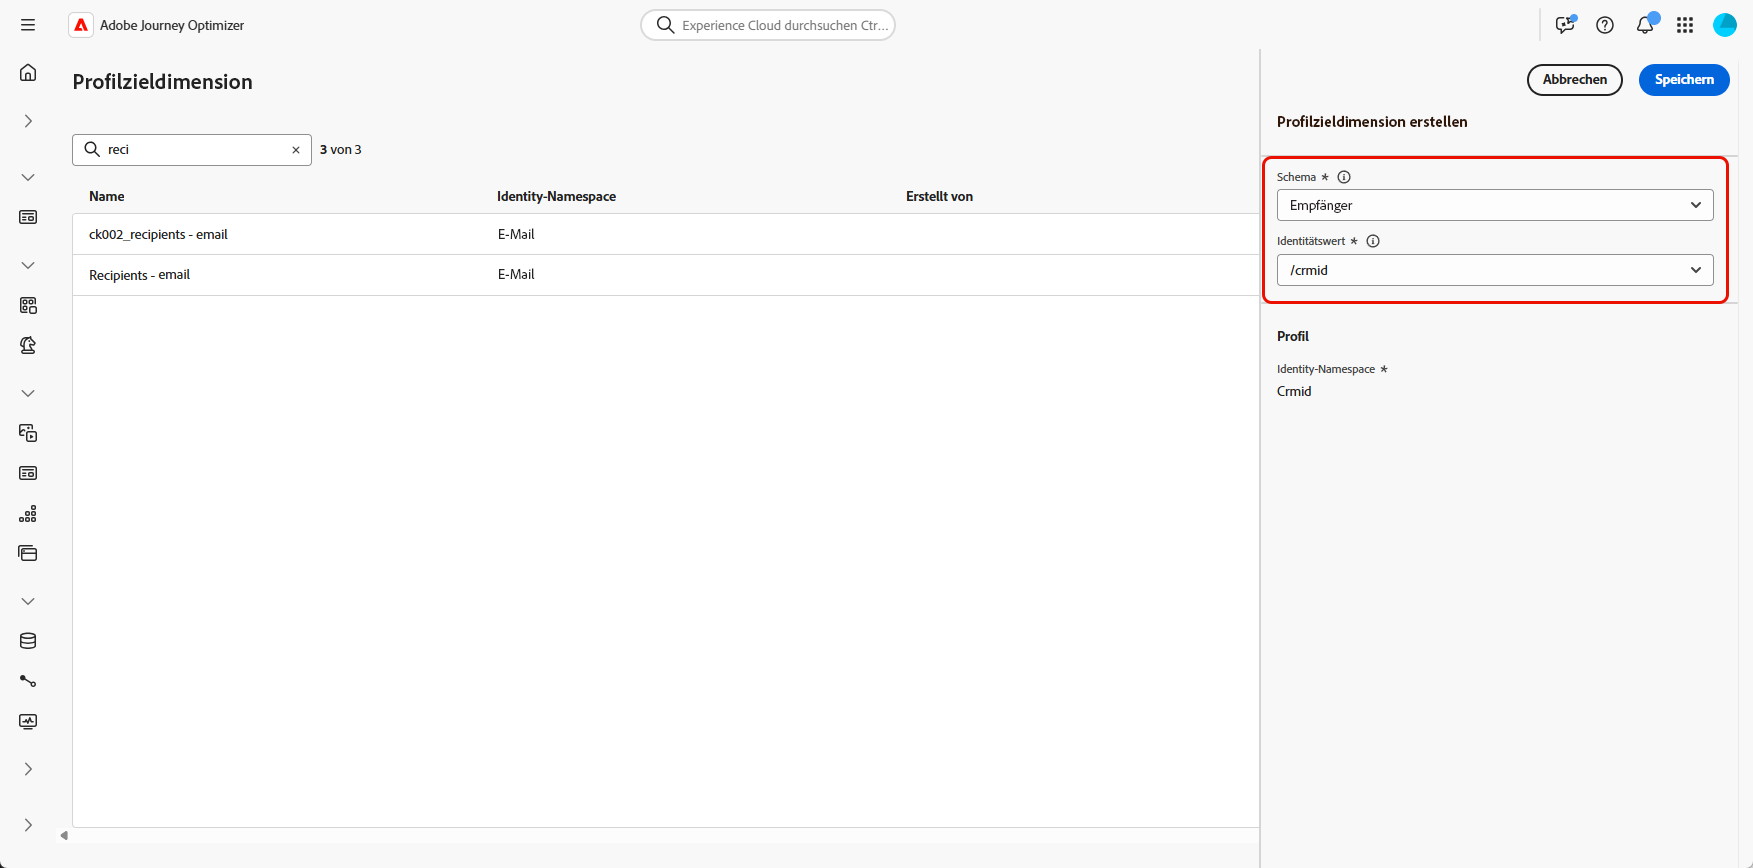 Adobe Journey Optimizer
Experience Cloud durchsuchen Ctr...
Profilzieldimension
Abbrechen
Speichern
Profilzieldimension erstellen
reci
3 von 3
Name
Identity-Namespace
Erstellt von
ck002_recipients - email
E-Mail
Recipients - email
E-Mail
Schema *
Empfänger
Identitätswert *
/crmid
Profil
Identity-Namespace *
Crmid